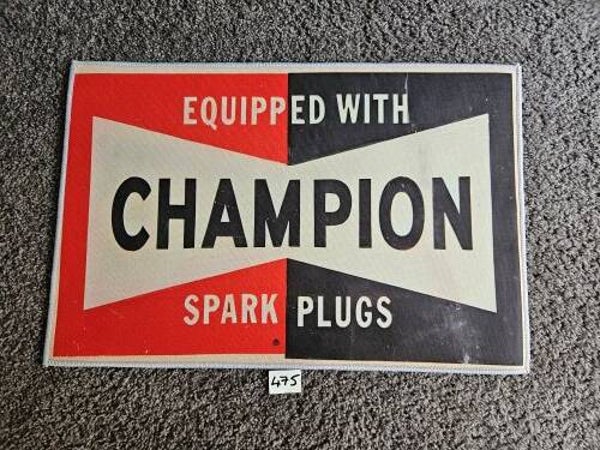 EQUIPPED WITH
CHAMPION
SPARK PLUGS
475